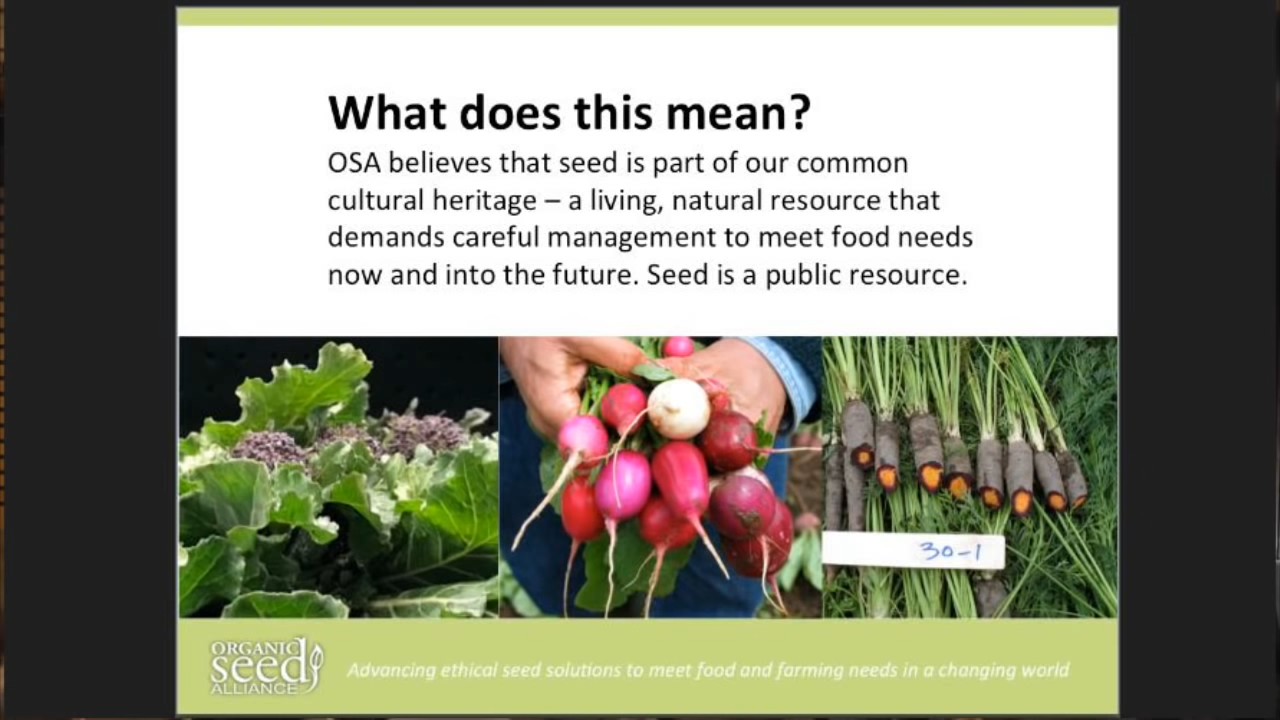 What does this mean?
OSA believes that seed is part of our common
cultural heritage – a living, natural resource that
demands careful management to meet food needs
now and into the future. Seed is a public resource.
30-1
ORGANIC
seed
ALLIANCE
Advancing ethical seed solutions to meet food and farming needs in a changing world